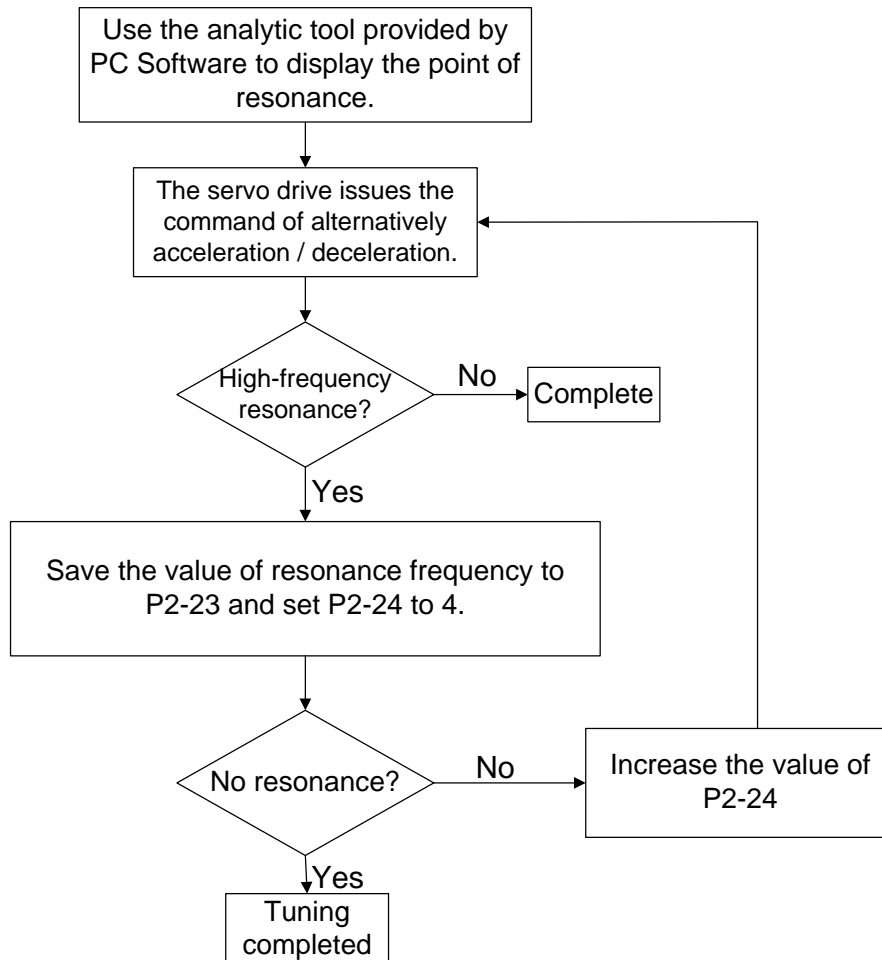 Use the analytic tool provided by
PC Software to display the point of
resonance.
The servo drive issues the
command of alternatively
acceleration / deceleration.
High-frequency
resonance?
No
Complete
Yes
Save the value of resonance frequency to
P2-23 and set P2-24 to 4.
No resonance?
No
Increase the value of
P2-24
Yes
Tuning
completed